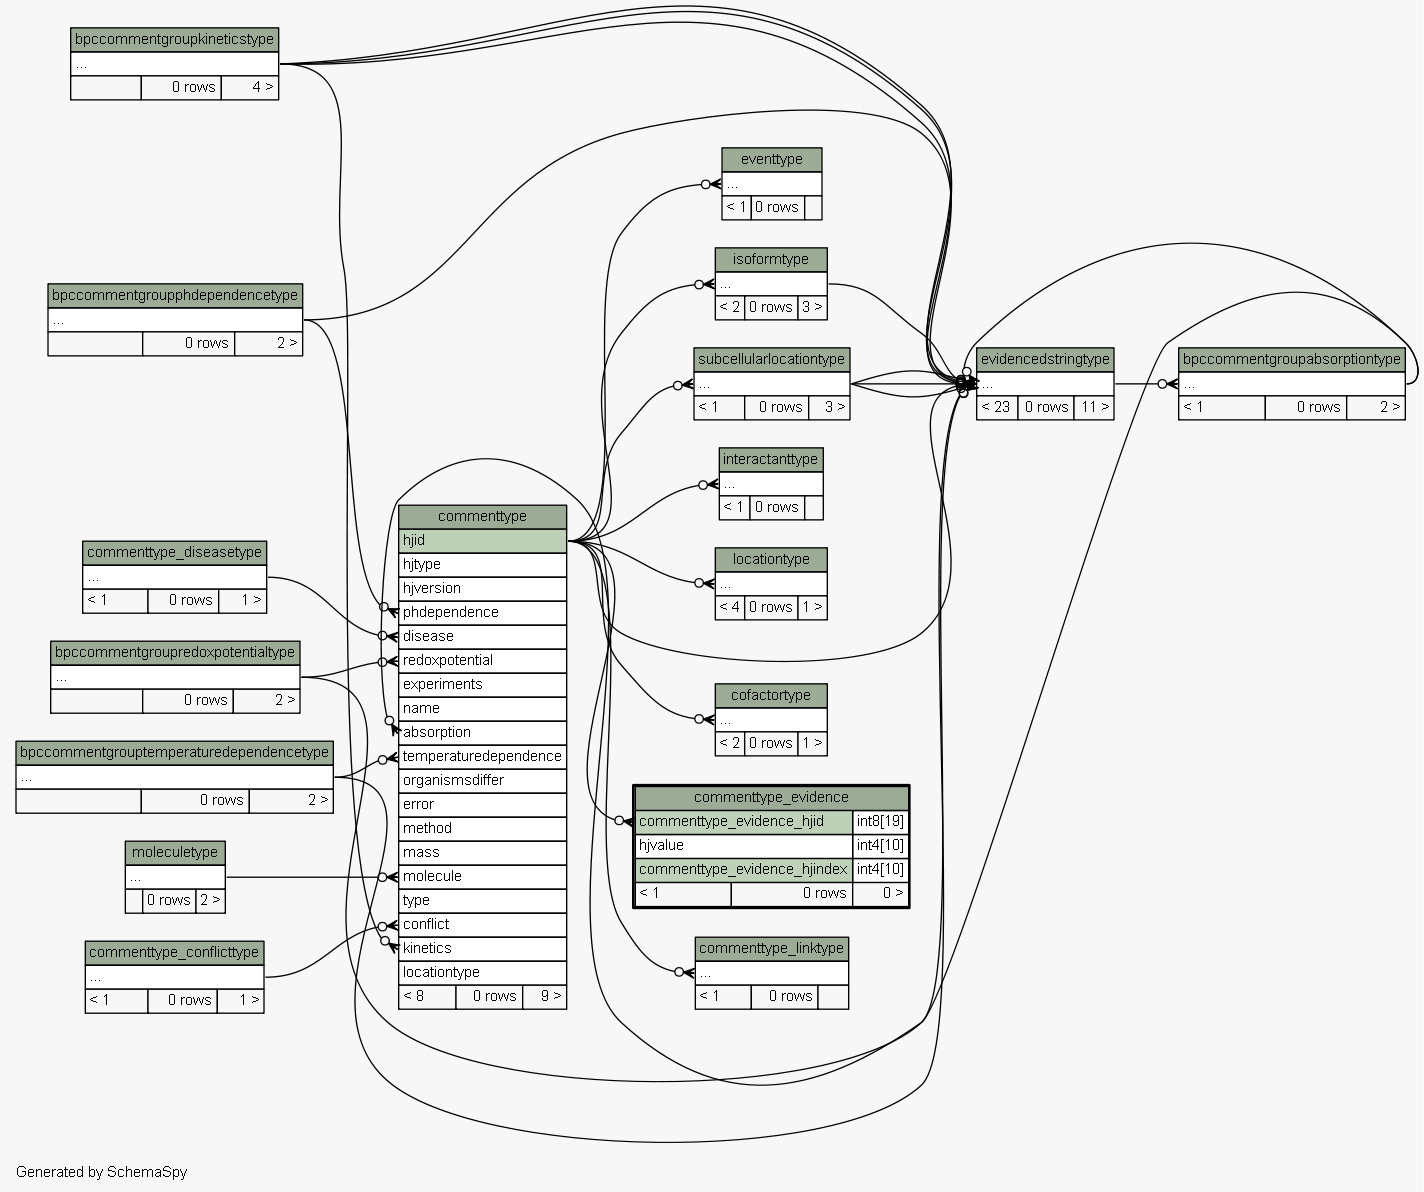 bpccommentgroupkineticstype
...
0 rows 4 >
eventtype
...
< 1 0 rows
isoformtype
...
< 2 0 rows 3 >
bpccommentgroupphdependencetype
...
0 rows 2 >
subcellularlocationtype
...
< 1 0 rows 3 >
evidencedstringtype
...
< 23 0 rows 11 >
bpccommentgroupabsorptiontype
...
< 1 0 rows 2 >
interactanttype
...
< 1 0 rows
commenttype
hjid
hjtype
hjversion
phdependence
disease
redoxpotential
experiments
name
absorption
temperaturedependence
organismsdiffer
error
method
mass
molecule
type
conflict
kinetics
locationtype
< 8 0 rows 9 >
commenttype_diseasetype
...
< 1 0 rows 1 >
locationtype
...
< 4 0 rows 1 >
bpccommentgroupredoxpotentialtype
...
0 rows 2 >
cofactortype
...
< 2 0 rows 1 >
bpccommentgrouptemperaturedependencetype
...
0 rows 2 >
commenttype_evidence
commenttype_evidence_hjid int8[19]
hjvalue int4[10]
commenttype_evidence_hjindex int4[10]
< 1 0 rows 0 >
moleculetype
...
0 rows 2 >
commenttype_conflicttype
...
< 1 0 rows 1 >
commenttype_linktype
...
< 1 0 rows
Generated by SchemaSpy